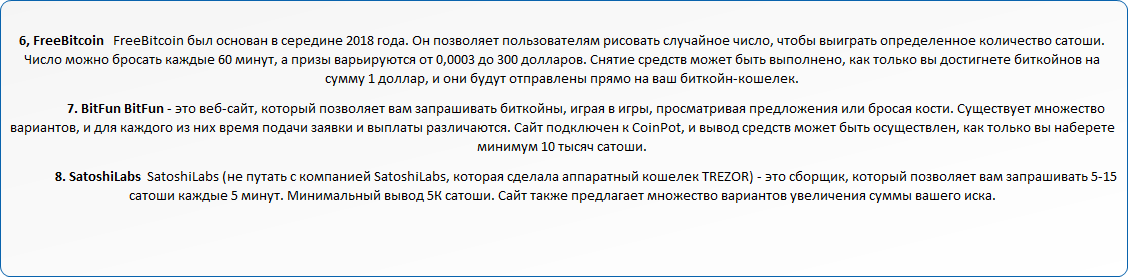 6, FreeBitcoin FreeBitcoin был основан в середине 2018 года. Он позволяет пользователям рисовать случайное число, чтобы выиграть определенное количество сатоши.
Число можно бросать каждые 60 минут, а призы варьируются от 0,0003 до 300 долларов. Снятие средств может быть выполнено, как только вы достигнете биткойнов на
сумму 1 доллар, и они будут отправлены прямо на ваш биткойн-кошелек.
7. BitFun BitFun - это веб-сайт, который позволяет вам запрашивать биткойны, играя в игры, просматривая предложения или бросая кости. Существует множество
вариантов, и для каждого из них время подачи заявки и выплаты различаются. Сайт подключен к CoinPot, и вывод средств может быть осуществлен, как только вы наберете
минимум 10 тысяч сатоши.
8. SatoshiLabs SatoshiLabs (не путать с компанией SatoshiLabs, которая сделала аппаратный кошелек TREZOR) - это сборщик, который позволяет вам запрашивать 5-15
сатоши каждые 5 минут. Минимальный вывод 5К сатоши. Сайт также предлагает множество вариантов увеличения суммы вашего иска.